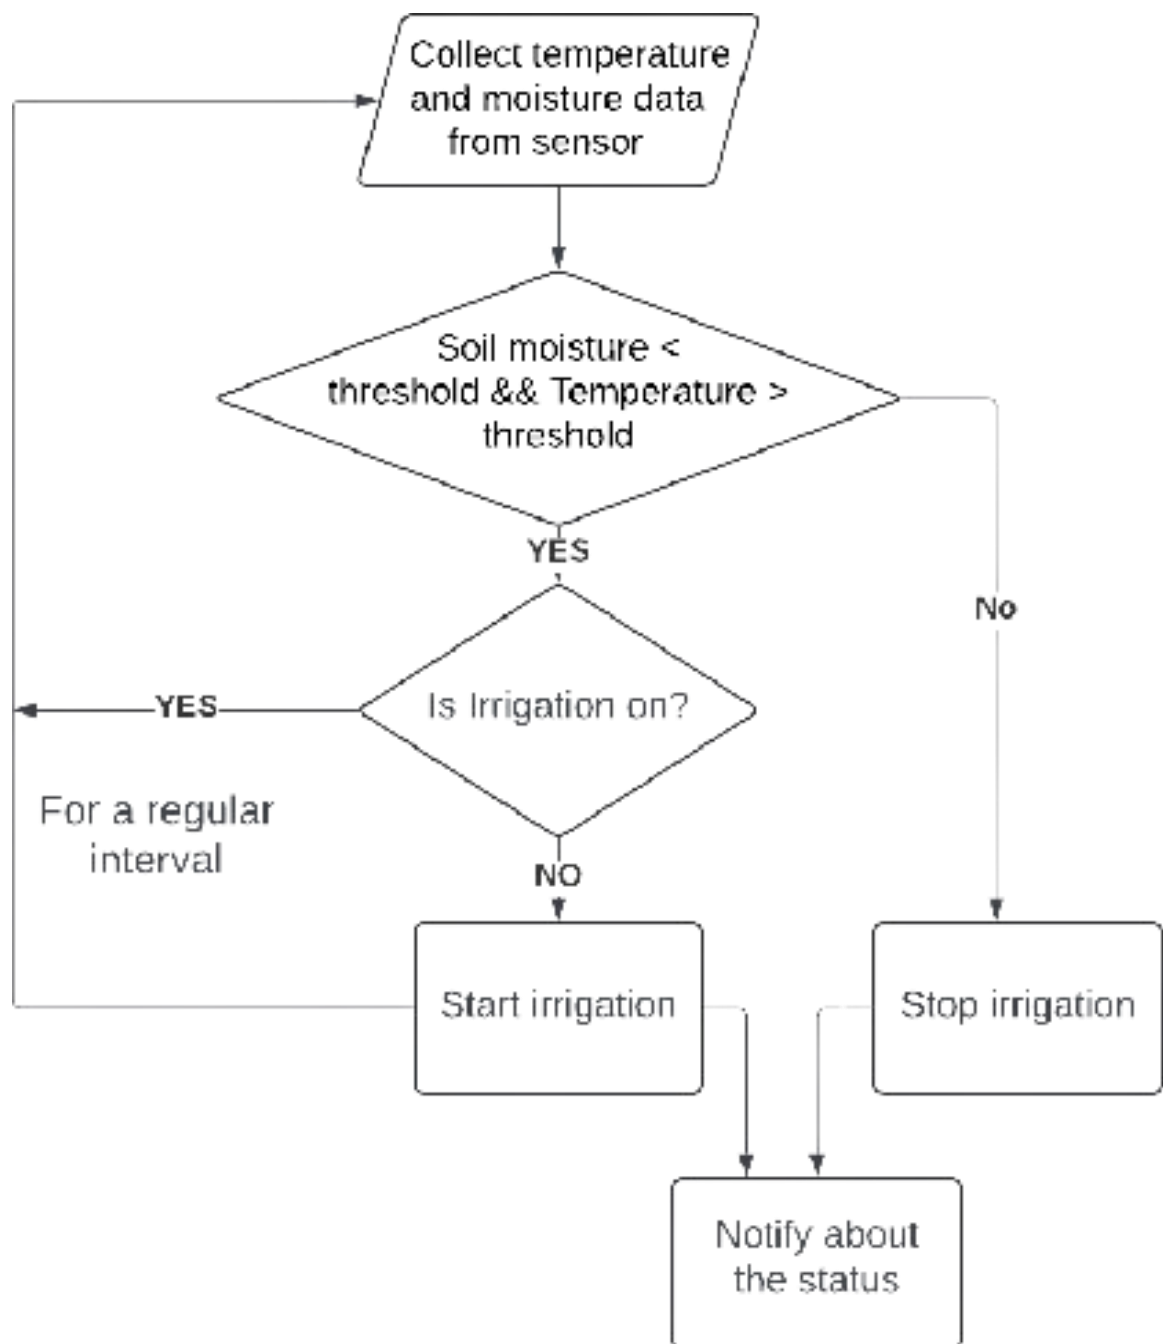 Collect temperature
and moisture data
from sensor
Soil moisture <
threshold && Temperature >
threshold
YES
No
YES
Is Irrigation on?
For a regular
interval
NO
Start irrigation
Stop irrigation
Notify about
the status